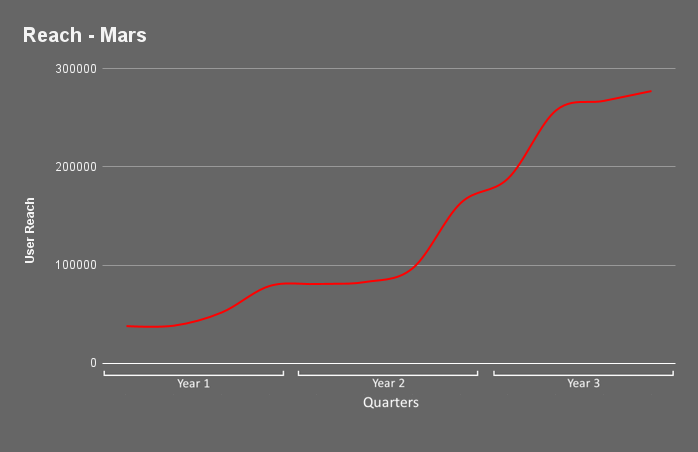 Reach - Mars
300000
200000
100000
0
User Reach
Year 1
Year 2
Year 3
Quarters